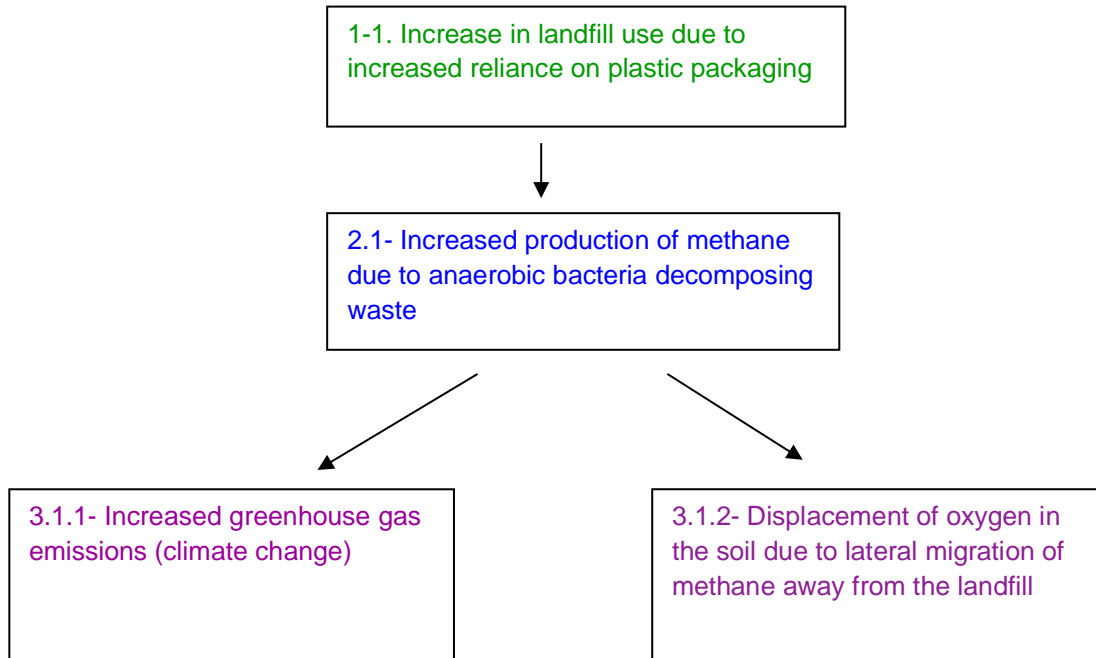 1-1. Increase in landfill use due to
increased reliance on plastic packaging
2.1- Increased production of methane
due to anaerobic bacteria decomposing
waste
3.1.1- Increased greenhouse gas
emissions (climate change)
3.1.2- Displacement of oxygen in
the soil due to lateral migration of
methane away from the landfill